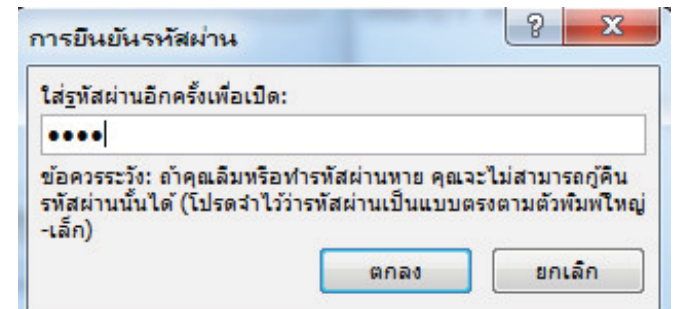 การยืนยันรหัสผ่าน
ใส่รหัสผ่านอีกครั้งเพื่อเปิด:
••••
ข้อควรระวัง: ถ้าคุณลืมหรือทำรหัสผ่านหาย คุณจะไม่สามารถกู้คืน
รหัสผ่านนั้นได้ (โปรดจำไว้ว่ารหัสผ่านเป็นแบบตรงตามตัวพิมพ์ใหญ่
-เล็ก)
ตกลง ยกเลิก